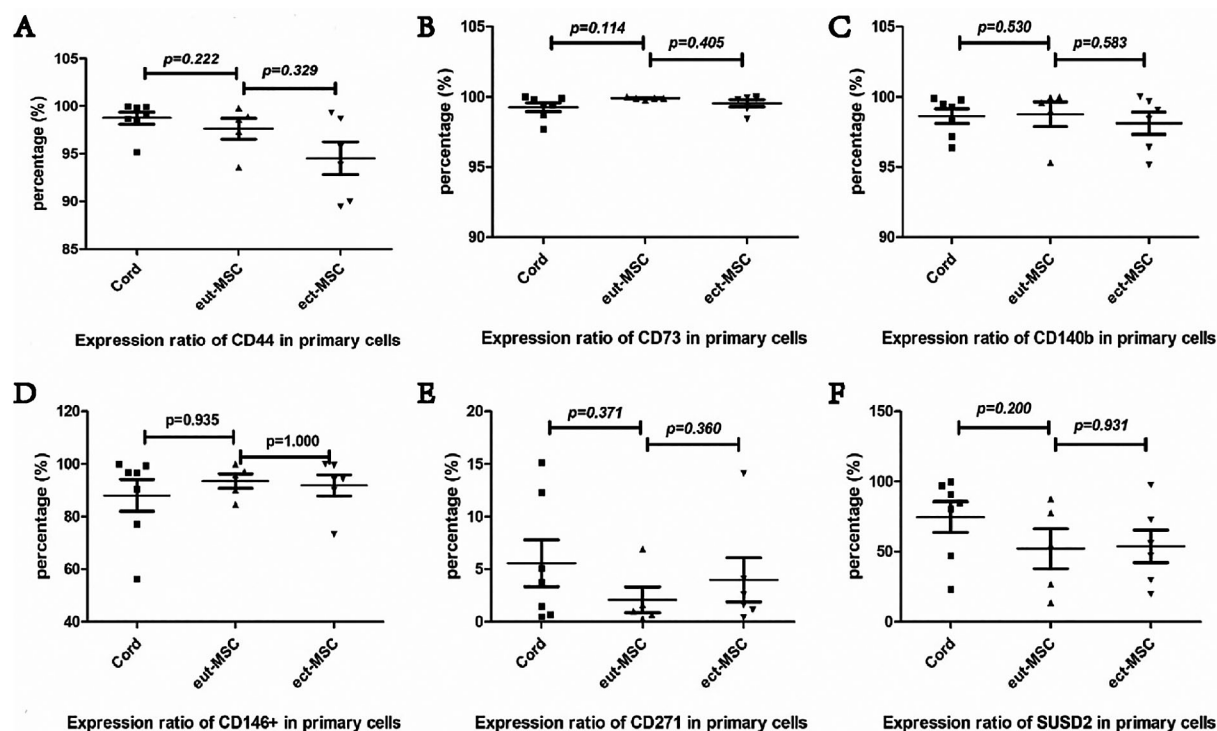 A
p=0.222
p=0.329
105
100
95
90
85
percentage (%)
Cord
eut-MSC
ect-MSC
Expression ratio of CD44 in primary cells
B
p=0.114
p=0.405
105
100
95
90
percentage (%)
Cord
eut-MSC
ect-MSC
Expression ratio of CD73 in primary cells
C
p=0.530
p=0.583
105
100
95
90
percentage (%)
Cord
eut-MSC
ect-MSC
Expression ratio of CD140b in primary cells
D
p=0.935
p=1.000
120
100
80
60
40
percentage (%)
Cord
eut-MSC
ect-MSC
Expression ratio of CD146+ in primary cells
E
p=0.371
p=0.360
20
15
10
5
0
percentage (%)
Cord
eut-MSC
ect-MSC
Expression ratio of CD271 in primary cells
F
p=0.200
p=0.931
150
100
50
0
percentage (%)
Cord
eut-MSC
ect-MSC
Expression ratio of SUSD2 in primary cells